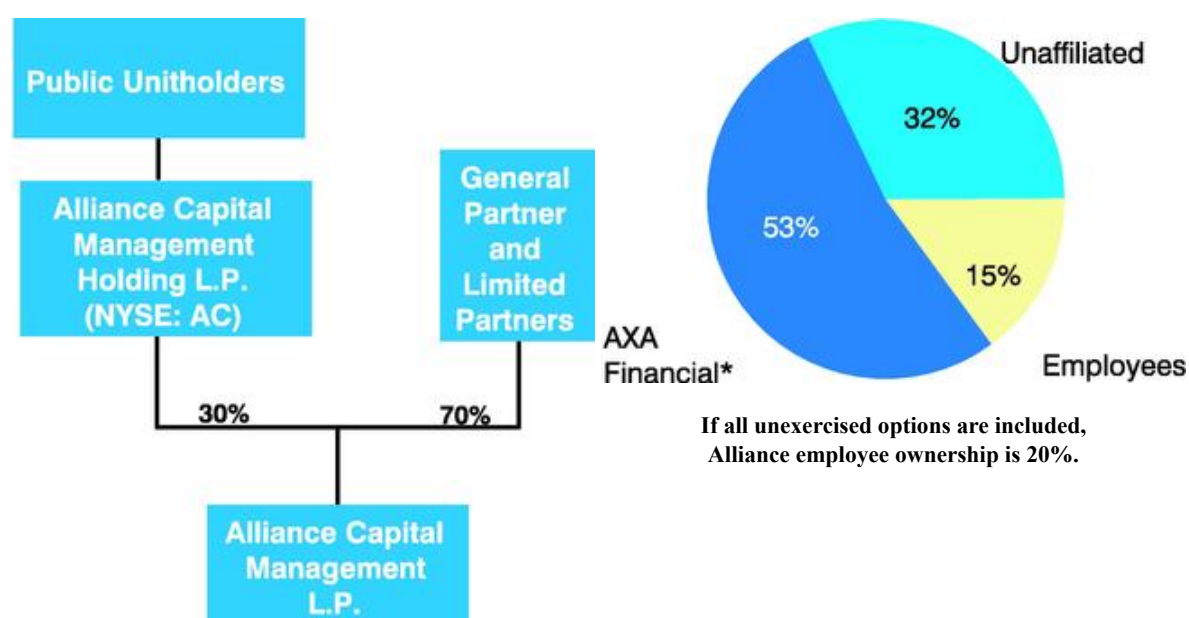 Public Unitholders
Alliance Capital
Management
Holding L.P.
(NYSE: AC)
General
Partner
and
Limited
Partners
30%
70%
Alliance Capital
Management
L.P.
Unaffiliated
32%
53%
15%
AXA
Financial*
Employees
If all unexercised options are included,
Alliance employee ownership is 20%.